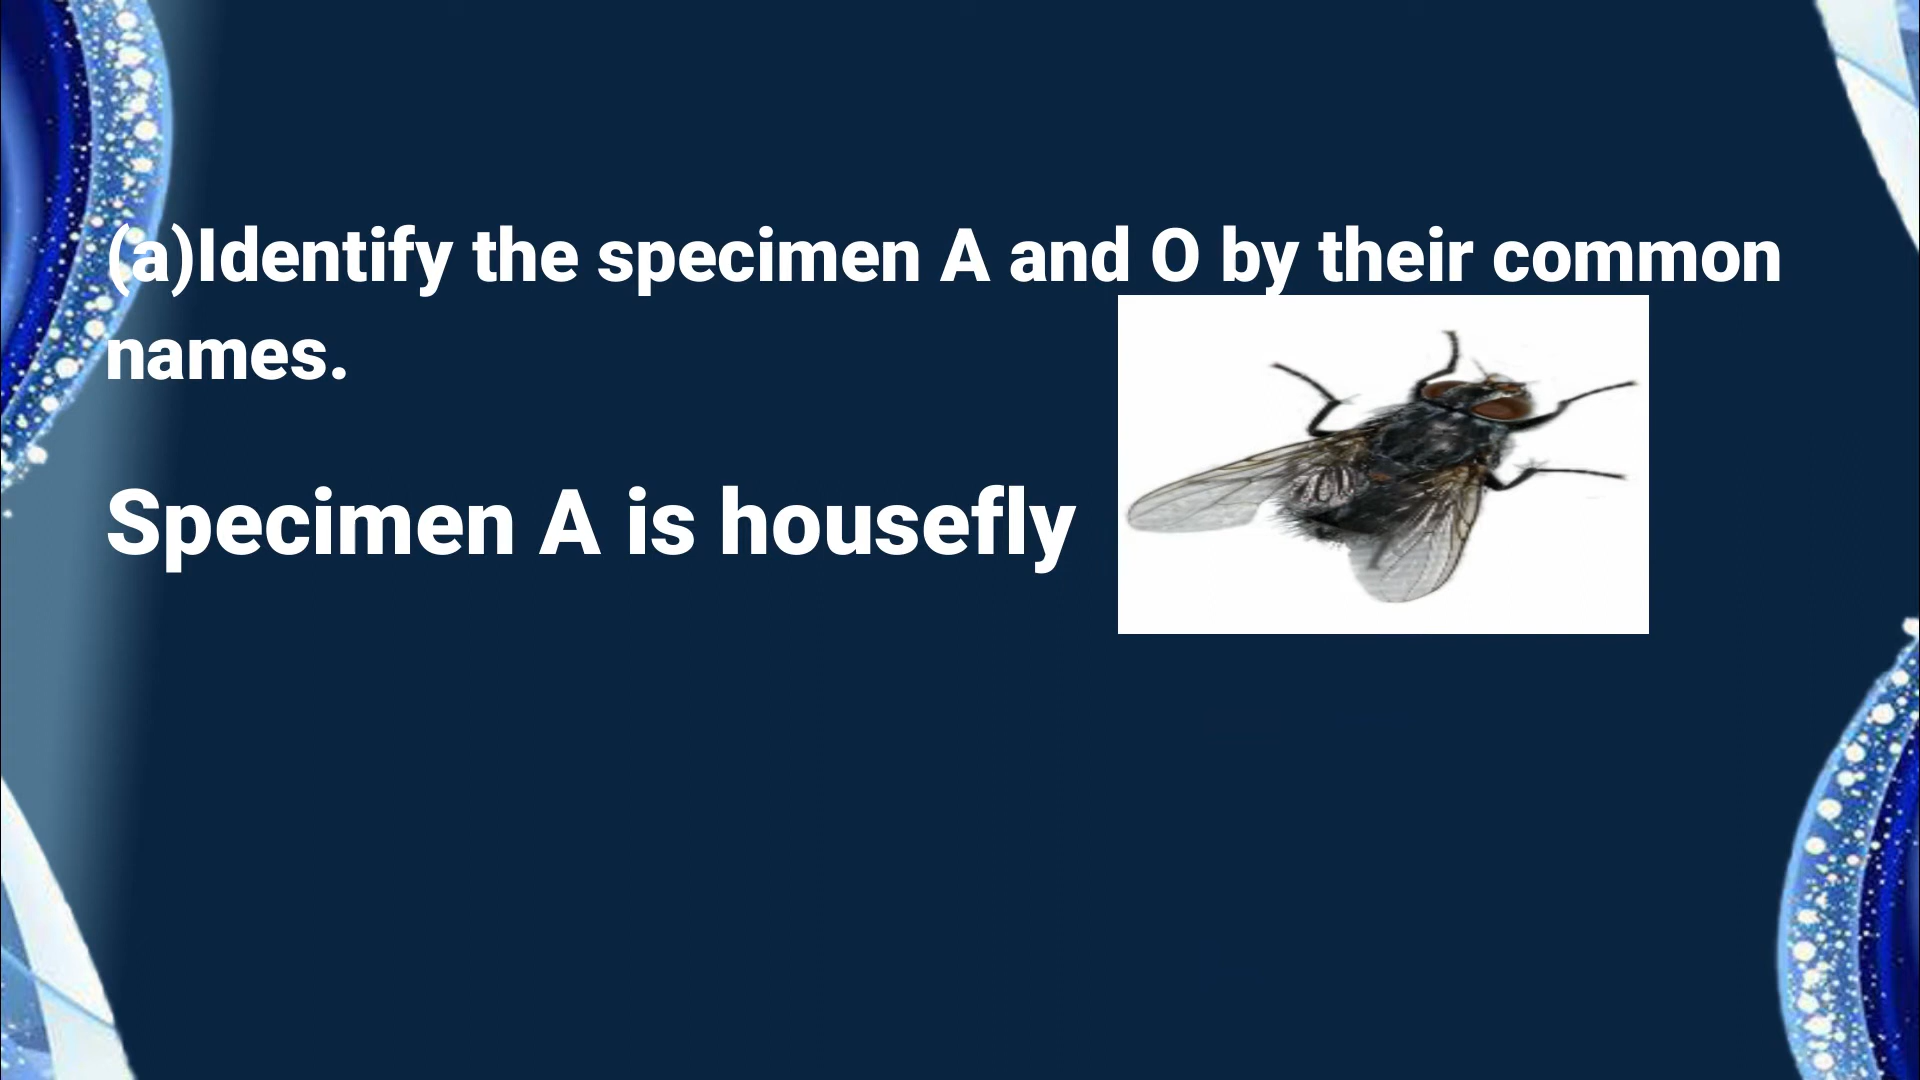 (a)Identify the specimen A and O by their common
names.
Specimen A is housefly